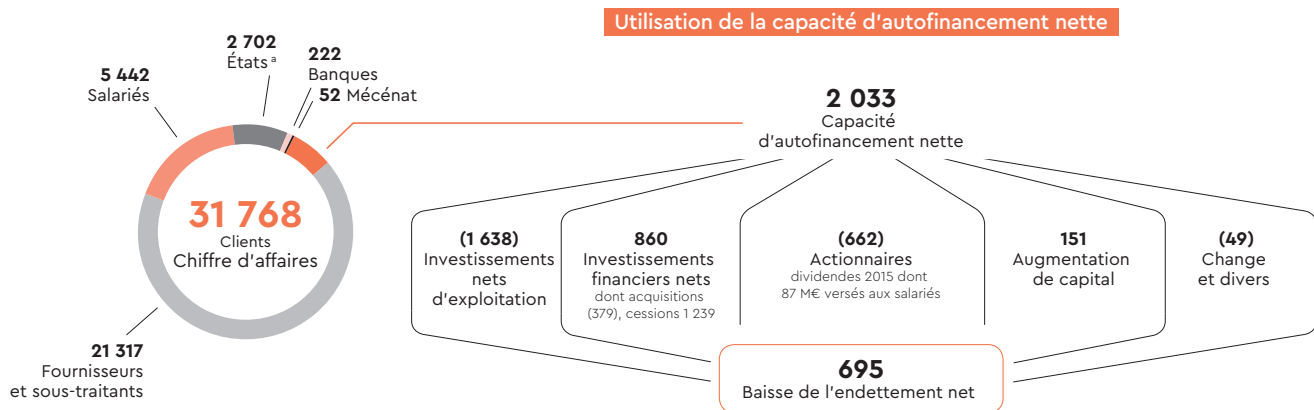 Utilisation de la capacité d'autofinancement nette
2 702
États ᵃ
222
Banques
52 Mécénat
5 442
Salariés
31 768
Clients
Chiffre d'affaires
21 317
Fournisseurs
et sous-traitants
2 033
Capacité
d'autofinancement nette
(1 638)
Investissements
nets
d'exploitation
860
Investissements
financiers nets
dont acquisitions
(379), cessions 1 239
(662)
Actionnaires
dividendes 2015 dont
87 M€ versés aux salariés
151
Augmentation
de capital
(49)
Change
et divers
695
Baisse de l'endettement net